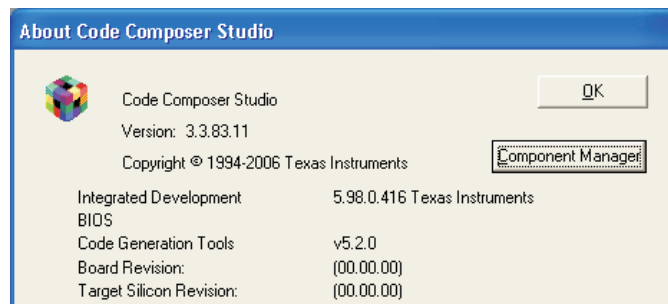 About Code Composer Studio
OK
Code Composer Studio
Version: 3.3.83.11
Component Manager
Copyright © 1994-2006 Texas Instruments
Integrated Development 5.98.0.416 Texas Instruments
BIOS
Code Generation Tools v5.2.0
Board Revision: (00.00.00)
Target Silicon Revision: (00.00.00)